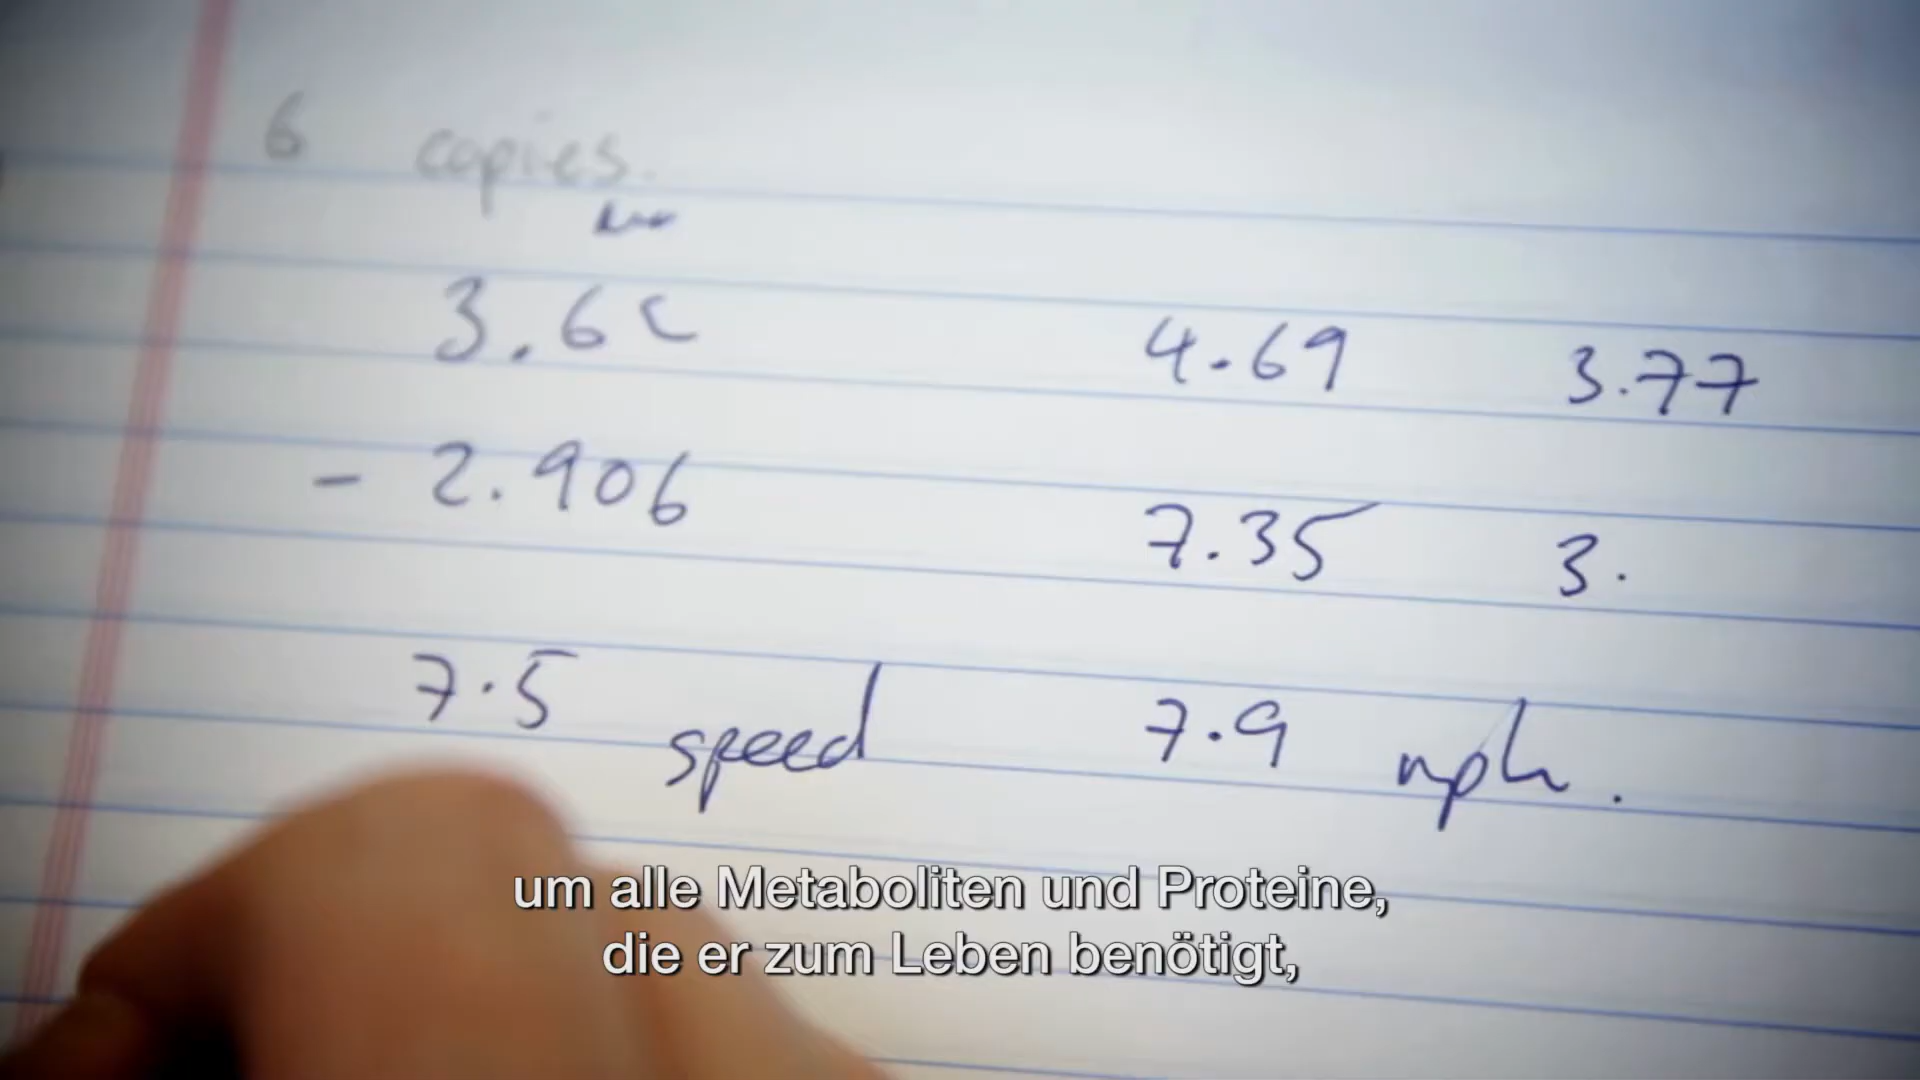 6 copies.
3.6
4.69 3.77
- 2.906
7.35 3.
7.5 speed 7.9 mph.
um alle Metaboliten und Proteine,
die er zum Leben benötigt,